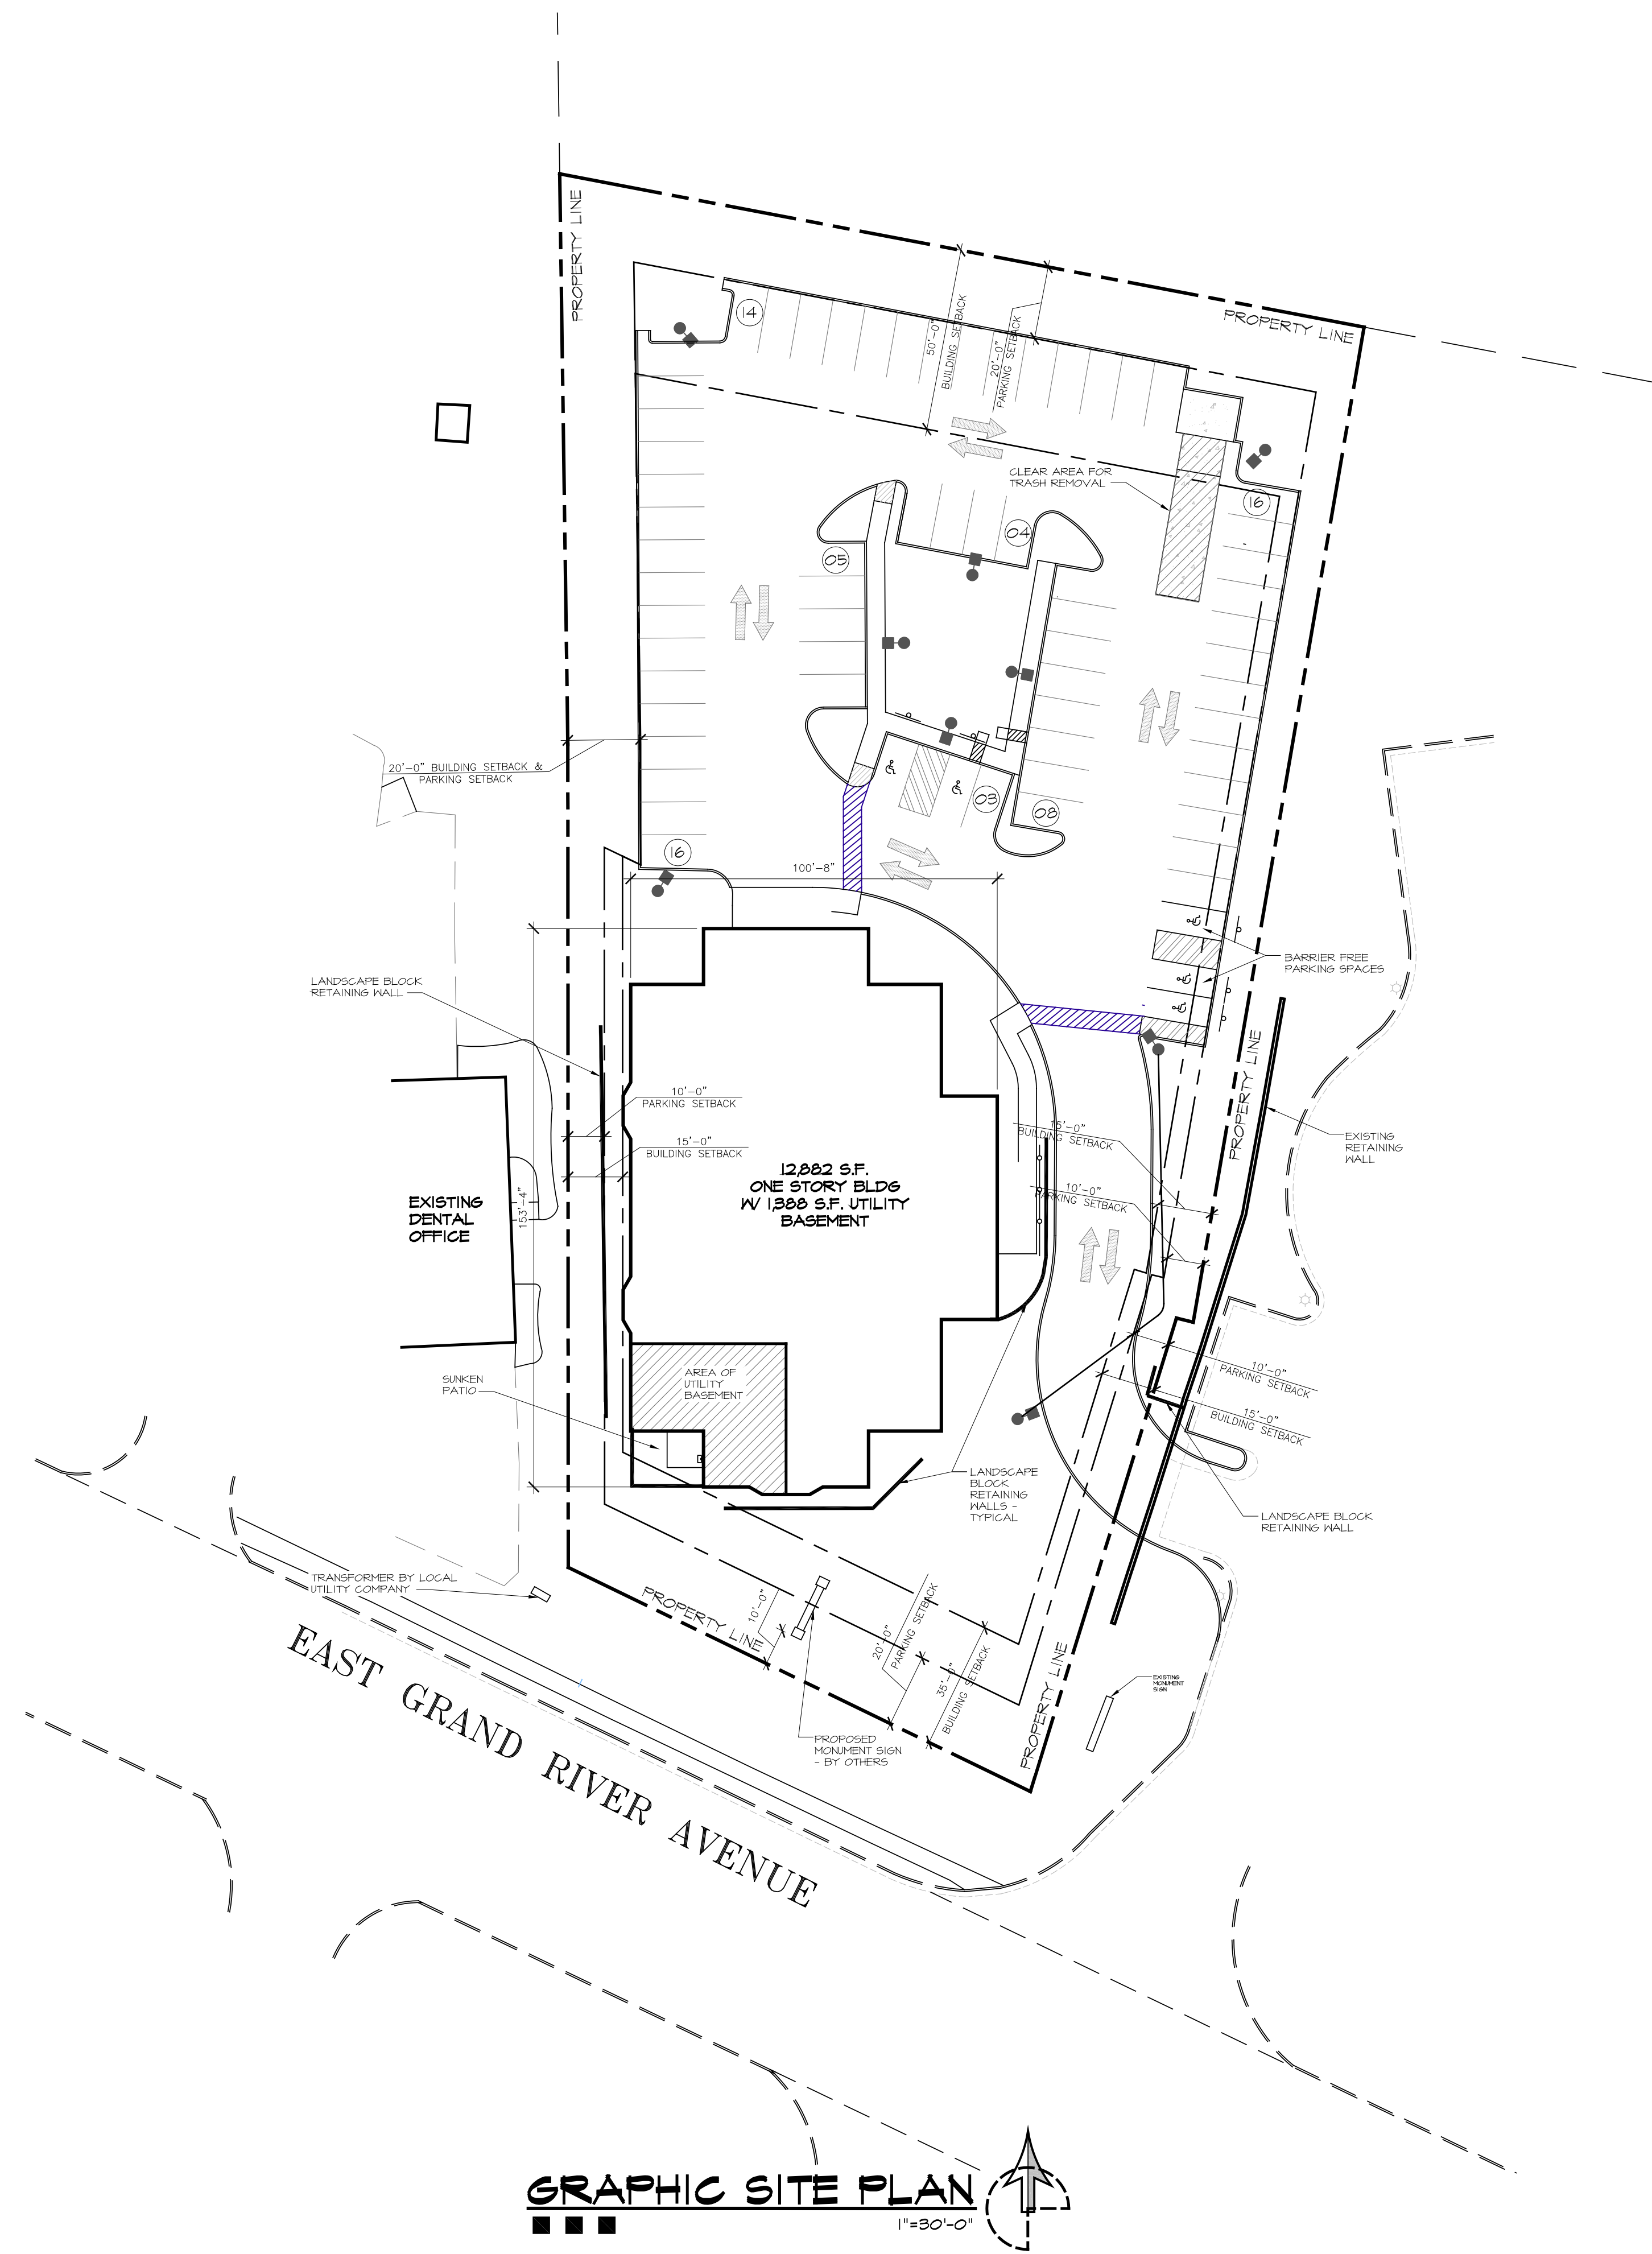 PROPERTY LINE
PROPERTY LINE
14
50'-0"
BUILDING SETBACK
20'-0"
PARKING SETBACK
CLEAR AREA FOR
TRASH REMOVAL
16
04
05
20'-0" BUILDING SETBACK &
PARKING SETBACK
03
08
16
100'-8"
BARRIER FREE
PARKING SPACES
LANDSCAPE BLOCK
RETAINING WALL
PROPERTY LINE
10'-0"
PARKING SETBACK
15'-0"
BUILDING SETBACK
15'-0"
BUILDING SETBACK
EXISTING
RETAINING
WALL
12,882 S.F.
ONE STORY BLDG
W/ 1,388 S.F. UTILITY
BASEMENT
10'-0"
PARKING SETBACK
EXISTING
DENTAL
OFFICE
153'-4"
AREA OF
UTILITY
BASEMENT
SUNKEN
PATIO
10'-0"
PARKING SETBACK
15'-0"
BUILDING SETBACK
LANDSCAPE
BLOCK
RETAINING
WALLS -
TYPICAL
LANDSCAPE BLOCK
RETAINING WALL
TRANSFORMER BY LOCAL
UTILITY COMPANY
PROPERTY LINE
10'-0"
20'-0"
PARKING SETBACK
35'-0"
BUILDING SETBACK
PROPERTY LINE
EXISTING
MONUMENT
SIGN
PROPOSED
MONUMENT SIGN
- BY OTHERS
EAST GRAND RIVER AVENUE
GRAPHIC SITE PLAN
1"=30'-0"